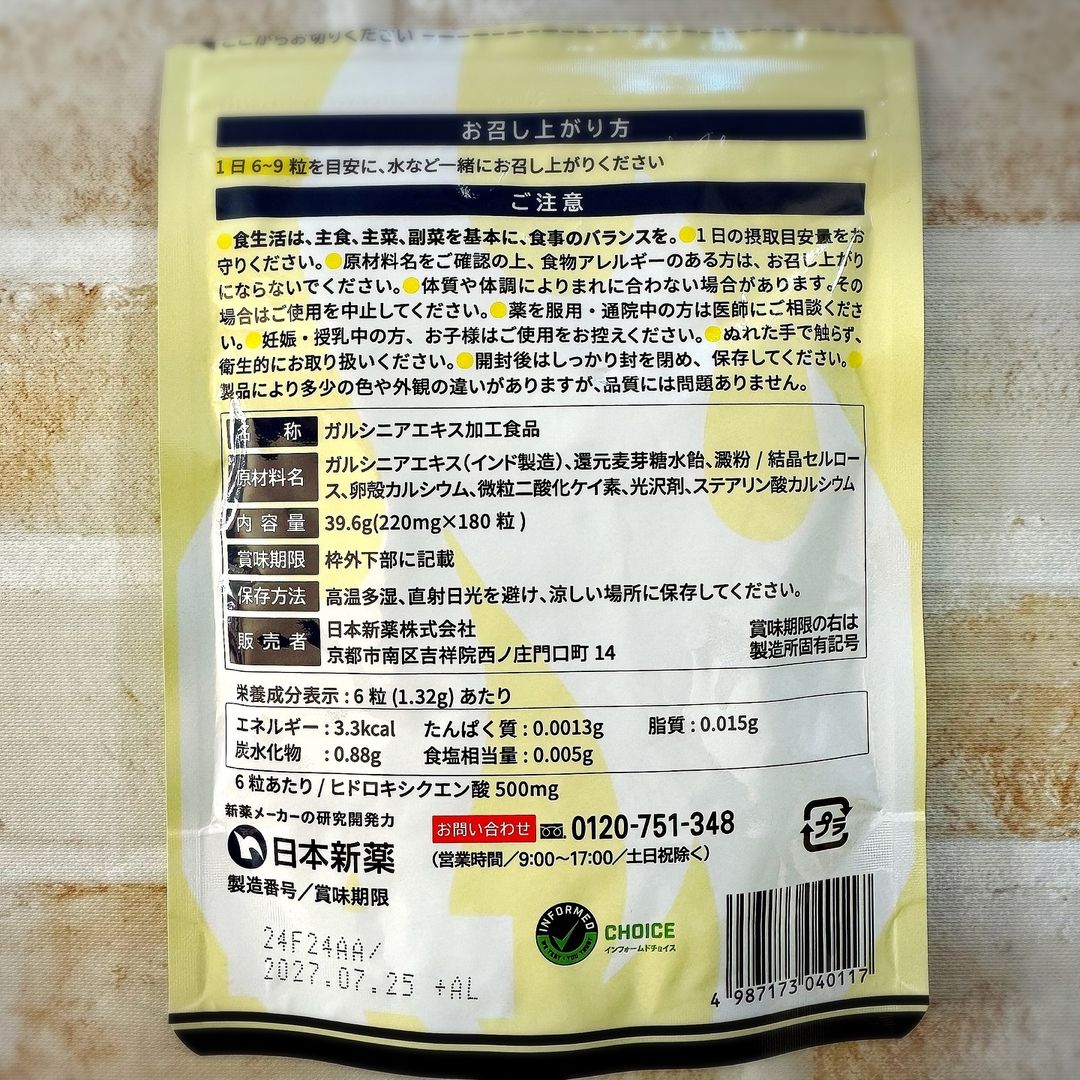 ここからお切りください
お召し上がり方
1日6~9粒を目安に、水など一緒にお召し上がりください
ご注意
●食生活は、主食、主菜、副菜を基本に、食事のバランスを。●1日の摂取目安量をお
守りください。●原材料名をご確認の上、食物アレルギーのある方は、お召し上がり
にならないでください。●体質や体調によりまれに合わない場合があります。その
場合はご使用を中止してください。●薬を服用・通院中の方は医師にご相談くださ
い。●妊娠・授乳中の方、お子様はご使用をお控えください。●ぬれた手で触らず、
衛生的にお取り扱いください。●開封後はしっかり封を閉め、保存してください。●
製品により多少の色や外観の違いがありますが、品質には問題ありません。
名 称 ガルシニアエキス加工食品
原材料名 ガルシニアエキス(インド製造)、還元麦芽糖水飴、澱粉 / 結晶セルロー
ス、卵殻カルシウム、微粒二酸化ケイ素、光沢剤、ステアリン酸カルシウム
内容量 39.6g(220mg×180粒)
賞味期限 枠外下部に記載
保存方法 高温多湿、直射日光を避け、涼しい場所に保存してください。
販売者 日本新薬株式会社
京都市南区吉祥院西ノ庄門口町 14
賞味期限の右は
製造所固有記号
栄養成分表示:6粒(1.32g)あたり
エネルギー:3.3kcal たんぱく質:0.0013g 脂質:0.015g
炭水化物 :0.88g 食塩相当量:0.005g
6粒あたり / ヒドロキシクエン酸 500mg
新薬メーカーの研究開発力
日本新薬
お問い合わせ 0120-751-348
(営業時間/9:00~17:00/土日祝除く)
プラ
製造番号/賞味期限
24F24AA/
2027.07.25 +AL
INFORMED
WE TEST · YOU TRUST
CHOICE
インフォームドチョイス
4 987173 040117